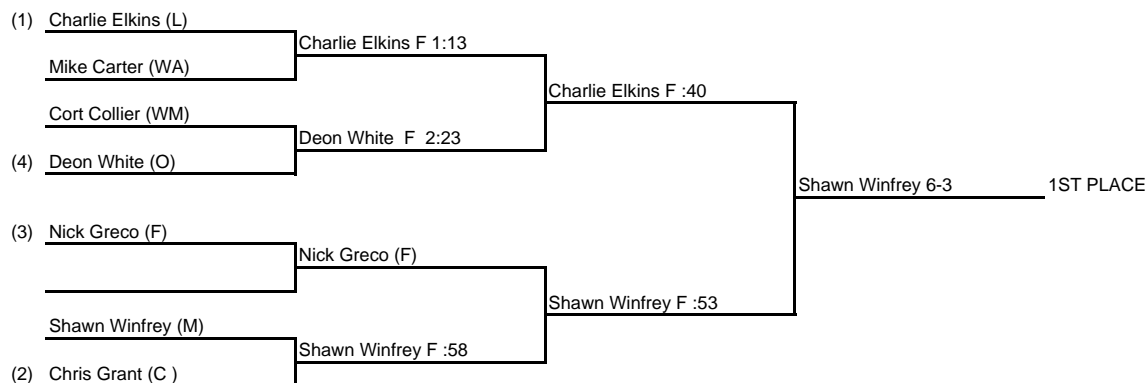 (1) Charlie Elkins (L)
Charlie Elkins F 1:13
Mike Carter (WA)
Charlie Elkins F :40
Cort Collier (WM)
Deon White F 2:23
(4) Deon White (O)
Shawn Winfrey 6-3 1ST PLACE
(3) Nick Greco (F)
Nick Greco (F)
Shawn Winfrey F :53
Shawn Winfrey (M)
Shawn Winfrey F :58
(2) Chris Grant (C )